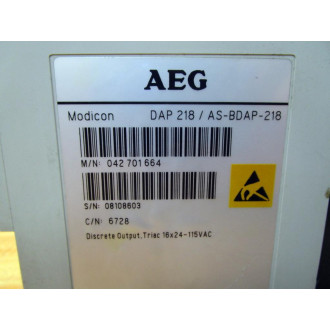 AEG
Modicon DAP 218 / AS-BDAP-218
M/N: 042 701 664
S/N: 08108603
C/N: 6728
Discrete Output, Triac 16x24-115VAC